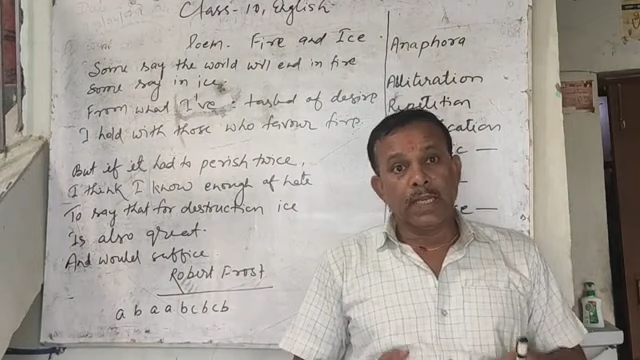 Class-10, English
Poem. Fire and Ice.
Some say the world will end in fire
Some say in ice.
From what I've tashed of desire
I hold with those who favour fire.
But if it had to perish twice,
I think I know enough of hate
To say that for destruction ice
Is also great.
And would suffice
Robert Frost
a b a a b c b c b
Anaphora
Alliteration
Repetition